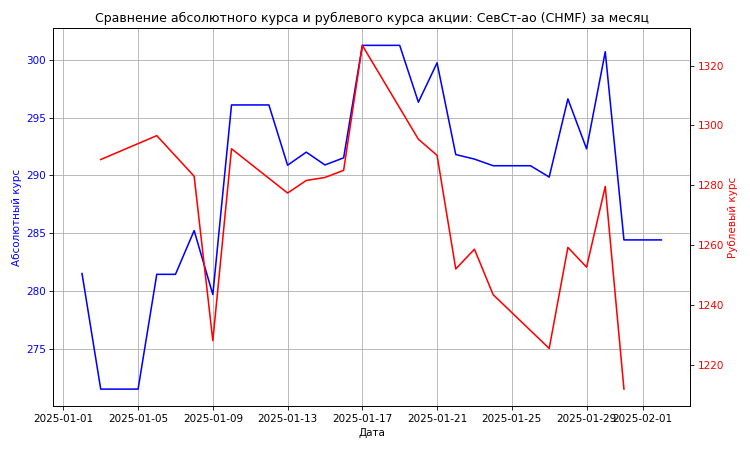 Сравнение абсолютного курса и рублевого курса акции: СевСт-ао (CHMF) за месяц
300
295
290
285
280
275
Абсолютный курс
1320
1300
1280
1260
1240
1220
Рублевый курс
2025-01-01 2025-01-05 2025-01-09 2025-01-13 2025-01-17 2025-01-21 2025-01-25 2025-01-29 2025-02-01
Дата